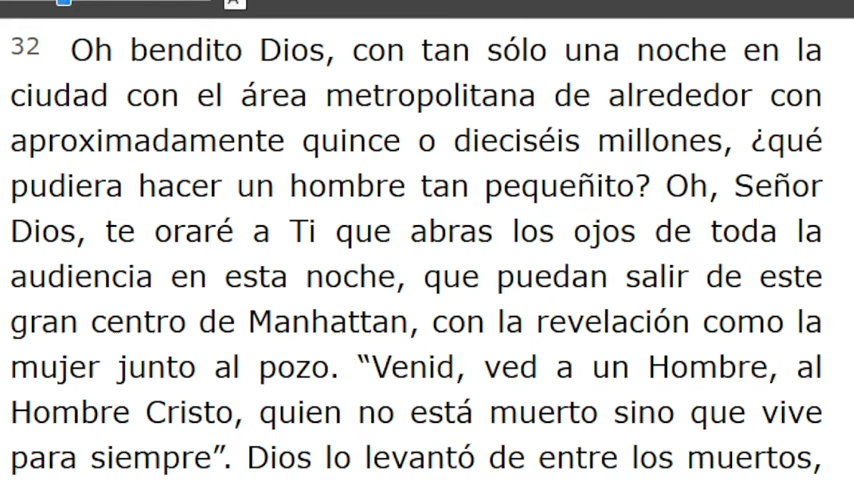 32 Oh bendito Dios, con tan sólo una noche en la
ciudad con el área metropolitana de alrededor con
aproximadamente quince o dieciséis millones, ¿qué
pudiera hacer un hombre tan pequeñito? Oh, Señor
Dios, te oraré a Ti que abras los ojos de toda la
audiencia en esta noche, que puedan salir de este
gran centro de Manhattan, con la revelación como la
mujer junto al pozo. “Venid, ved a un Hombre, al
Hombre Cristo, quien no está muerto sino que vive
para siempre”. Dios lo levantó de entre los muertos,